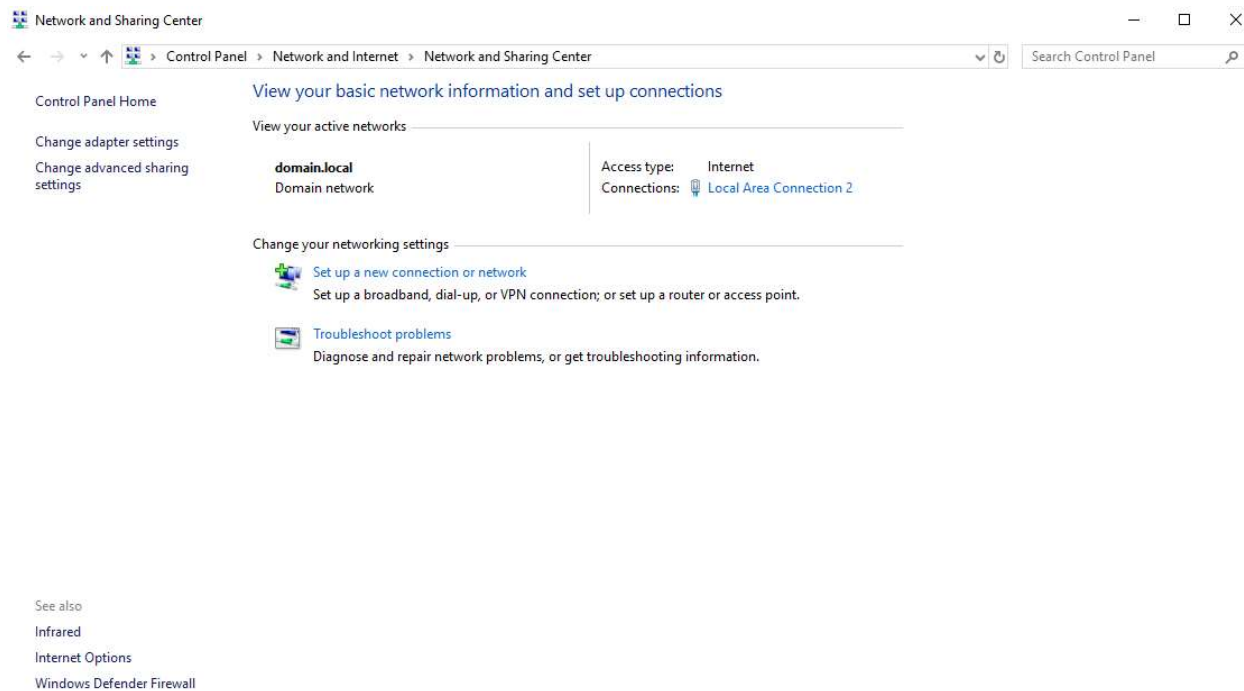 Network and Sharing Center
Control Panel > Network and Internet > Network and Sharing Center
Search Control Panel
Control Panel Home
Change adapter settings
Change advanced sharing
settings
View your basic network information and set up connections
View your active networks
domain.local
Domain network
Access type: Internet
Connections: Local Area Connection 2
Change your networking settings
Set up a new connection or network
Set up a broadband, dial-up, or VPN connection; or set up a router or access point.
Troubleshoot problems
Diagnose and repair network problems, or get troubleshooting information.
See also
Infrared
Internet Options
Windows Defender Firewall